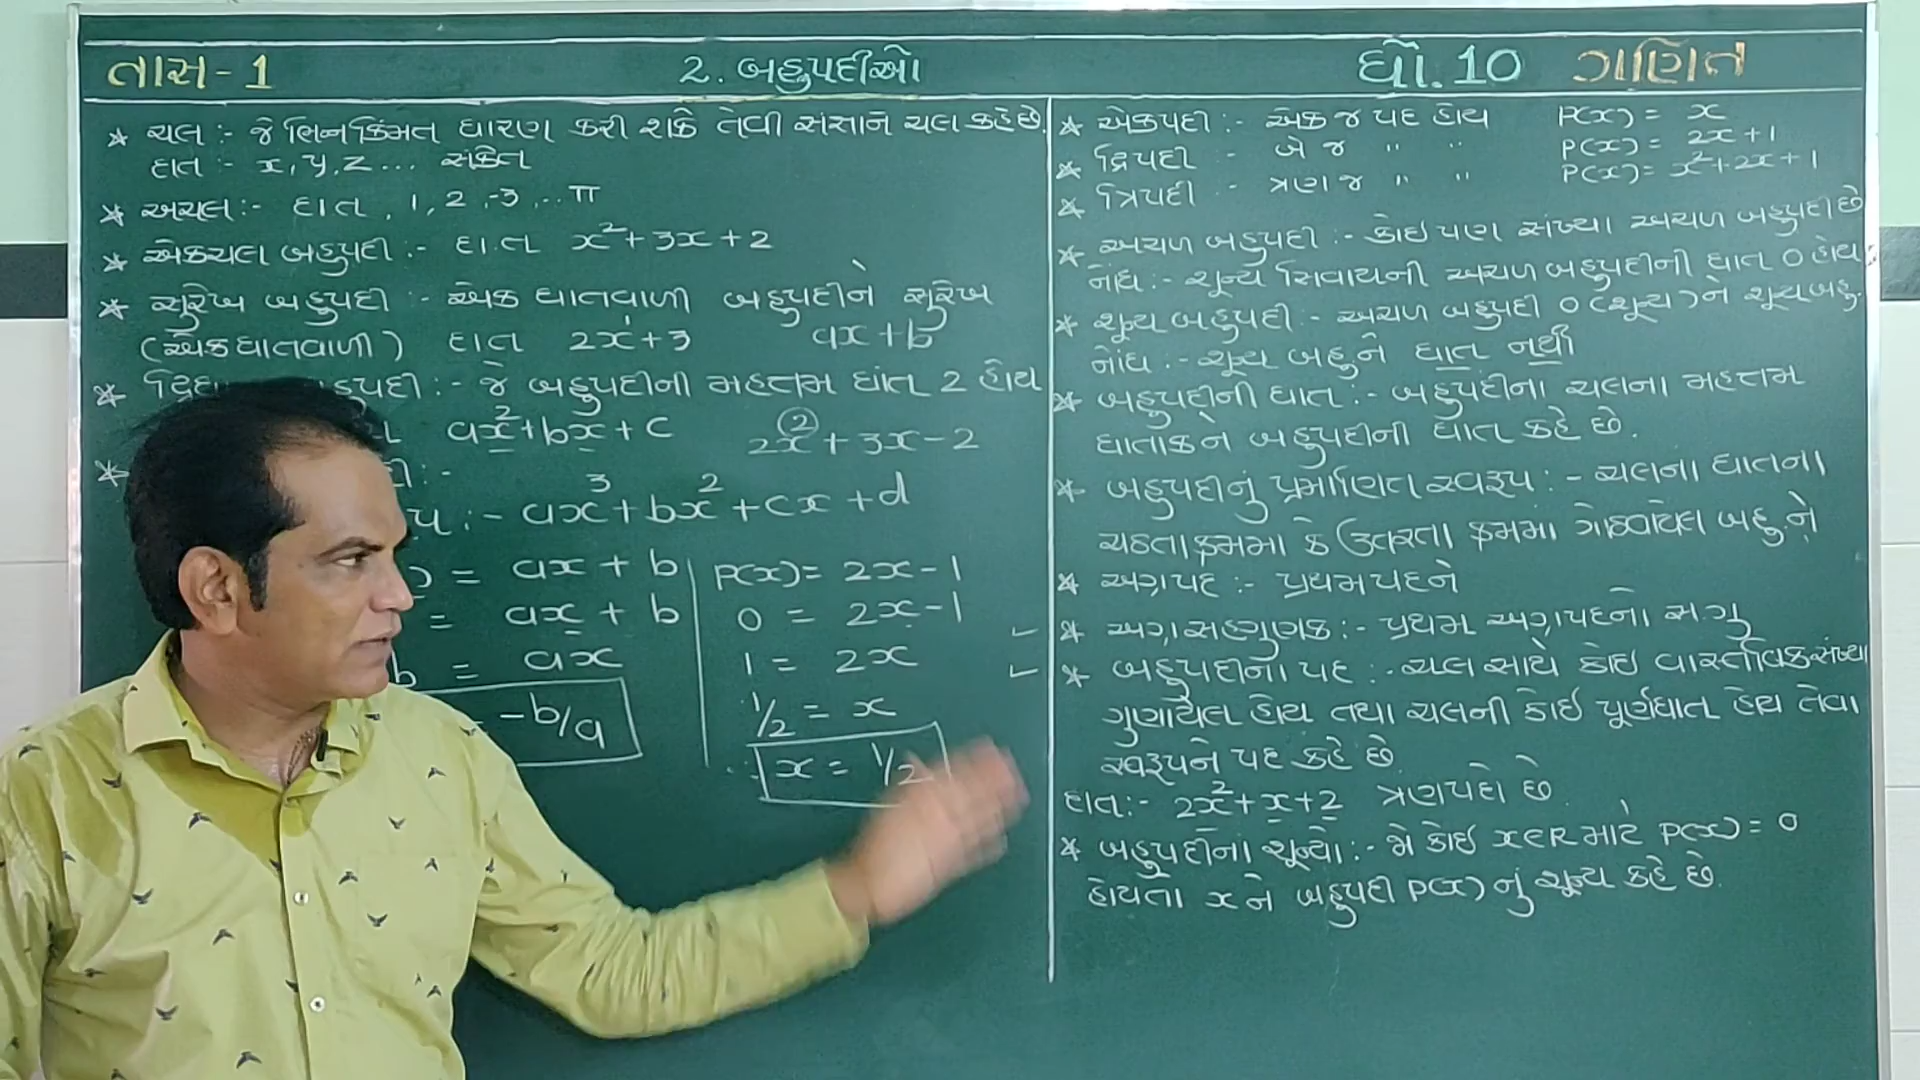 તાસ - 1
2. બહુપદીઓ
ધો. 10 ગણિત
* ચલ :- જે ભિન્ન કિંમત ધારણ કરી શકે તેવી સંજ્ઞાને ચલ કહે છે.
દા.ત :- x, y, z ... સંકેત
* અચલ :- દા.ત, 1, 2, -3, .. π
* એકચલ બહુપદી :- દા.ત x²+3x+2
* સુરેખ બહુપદી :- એક ઘાતવાળી બહુપદીને સુરેખ
(એકઘાતવાળી) દા.ત 2x¹+3 ax+b
બહુપદી :- જે બહુપદીની મહત્તમ ઘાત 2 હોય
ax²+bx+c 2x²+3x-2
* :-
:- ax³+bx²+cx+d
= ax+b
= ax+b
b = ax
= -b/a
P(x) = 2x-1
0 = 2x-1
1 = 2x
1/2 = x
∴ x = 1/2
* એકપદી :- એક જ પદ હોય P(x) = x
* દ્વિપદી :- બે જ " " P(x) = 2x+1
* ત્રિપદી :- ત્રણ જ " " P(x) = x²+2x+1
* અચળ બહુપદી :- કોઇ પણ સંખ્યા અચળ બહુપદી છે
નોંધ :- શૂન્ય સિવાયની અચળ બહુપદીની ઘાત 0 હોય
* શૂન્ય બહુપદી :- અચળ બહુપદી 0 (શૂન્ય) ને શૂન્ય બહુ.
નોંધ :- શૂન્ય બહુ.ને ઘાત નથી
* બહુપદીની ઘાત :- બહુપદીના ચલના મહત્તમ
ઘાતાંકને બહુપદીની ઘાત કહે છે.
* બહુપદીનું પ્રમાણિત સ્વરૂપ :- ચલના ઘાતના
ચઢતા ક્રમમાં કે ઉતરતા ક્રમમાં ગોઠવાયેલ બહુ.ને
* અગ્રપદ :- પ્રથમ પદને
* અગ્ર સહગુણક :- પ્રથમ અગ્રપદનો સ.ગુ
* બહુપદીના પદ :- ચલ સાથે કોઇ વાસ્તવિક સંખ્યા
ગુણાયેલ હોય તથા ચલની કોઇ પૂર્ણઘાત હોય તેવા
સ્વરૂપને પદ કહે છે.
દા.ત :- 2x²+x+2 ત્રણ પદો છે.
* બહુપદીનાં શૂન્યો :- જો કોઇ x∈R માટે P(x) = 0
હોય તો x ને બહુપદી P(x) નું શૂન્ય કહે છે.